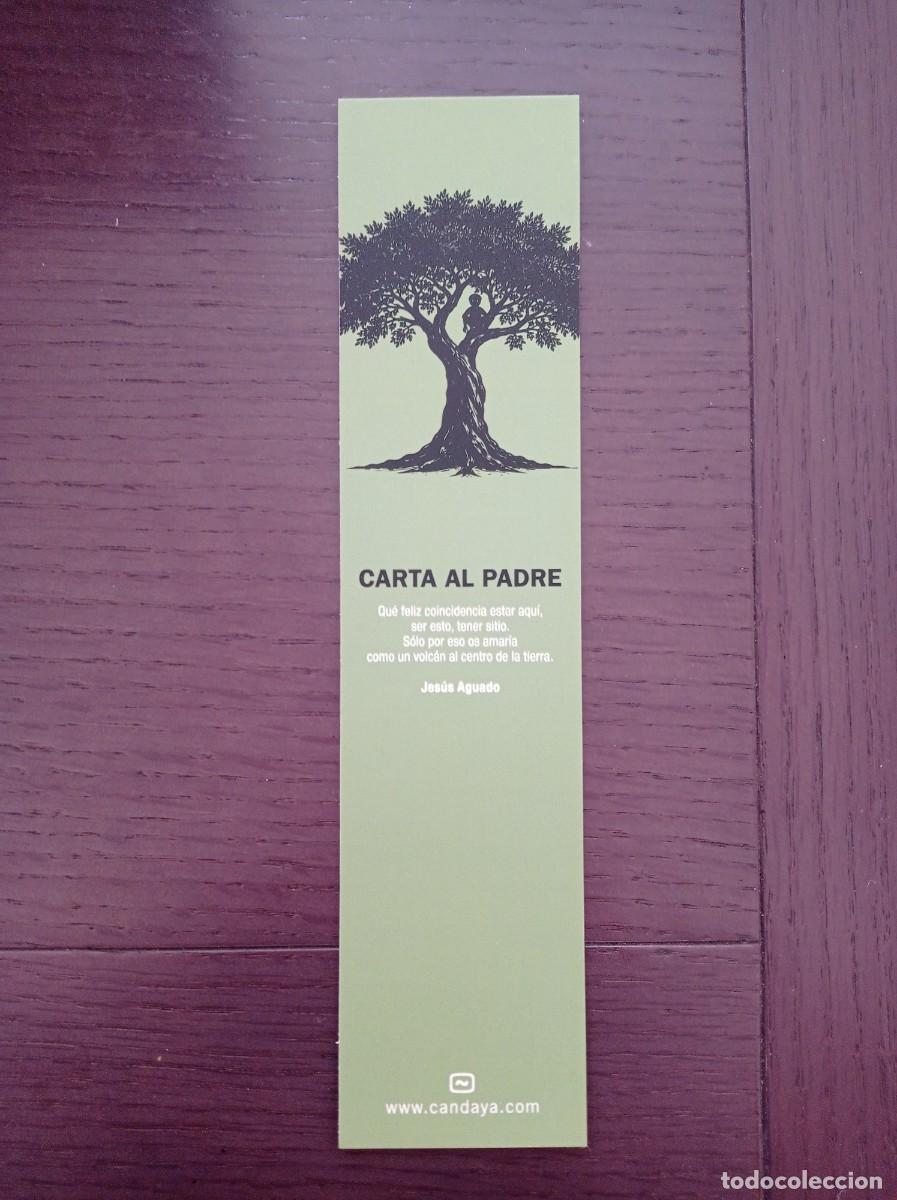 CARTA AL PADRE
Qué feliz coincidencia estar aquí,
ser esto, tener sitio.
Sólo por eso os amaría
como un volcán al centro de la tierra.
Jesús Aguado
~
www.candaya.com
todocoleccion